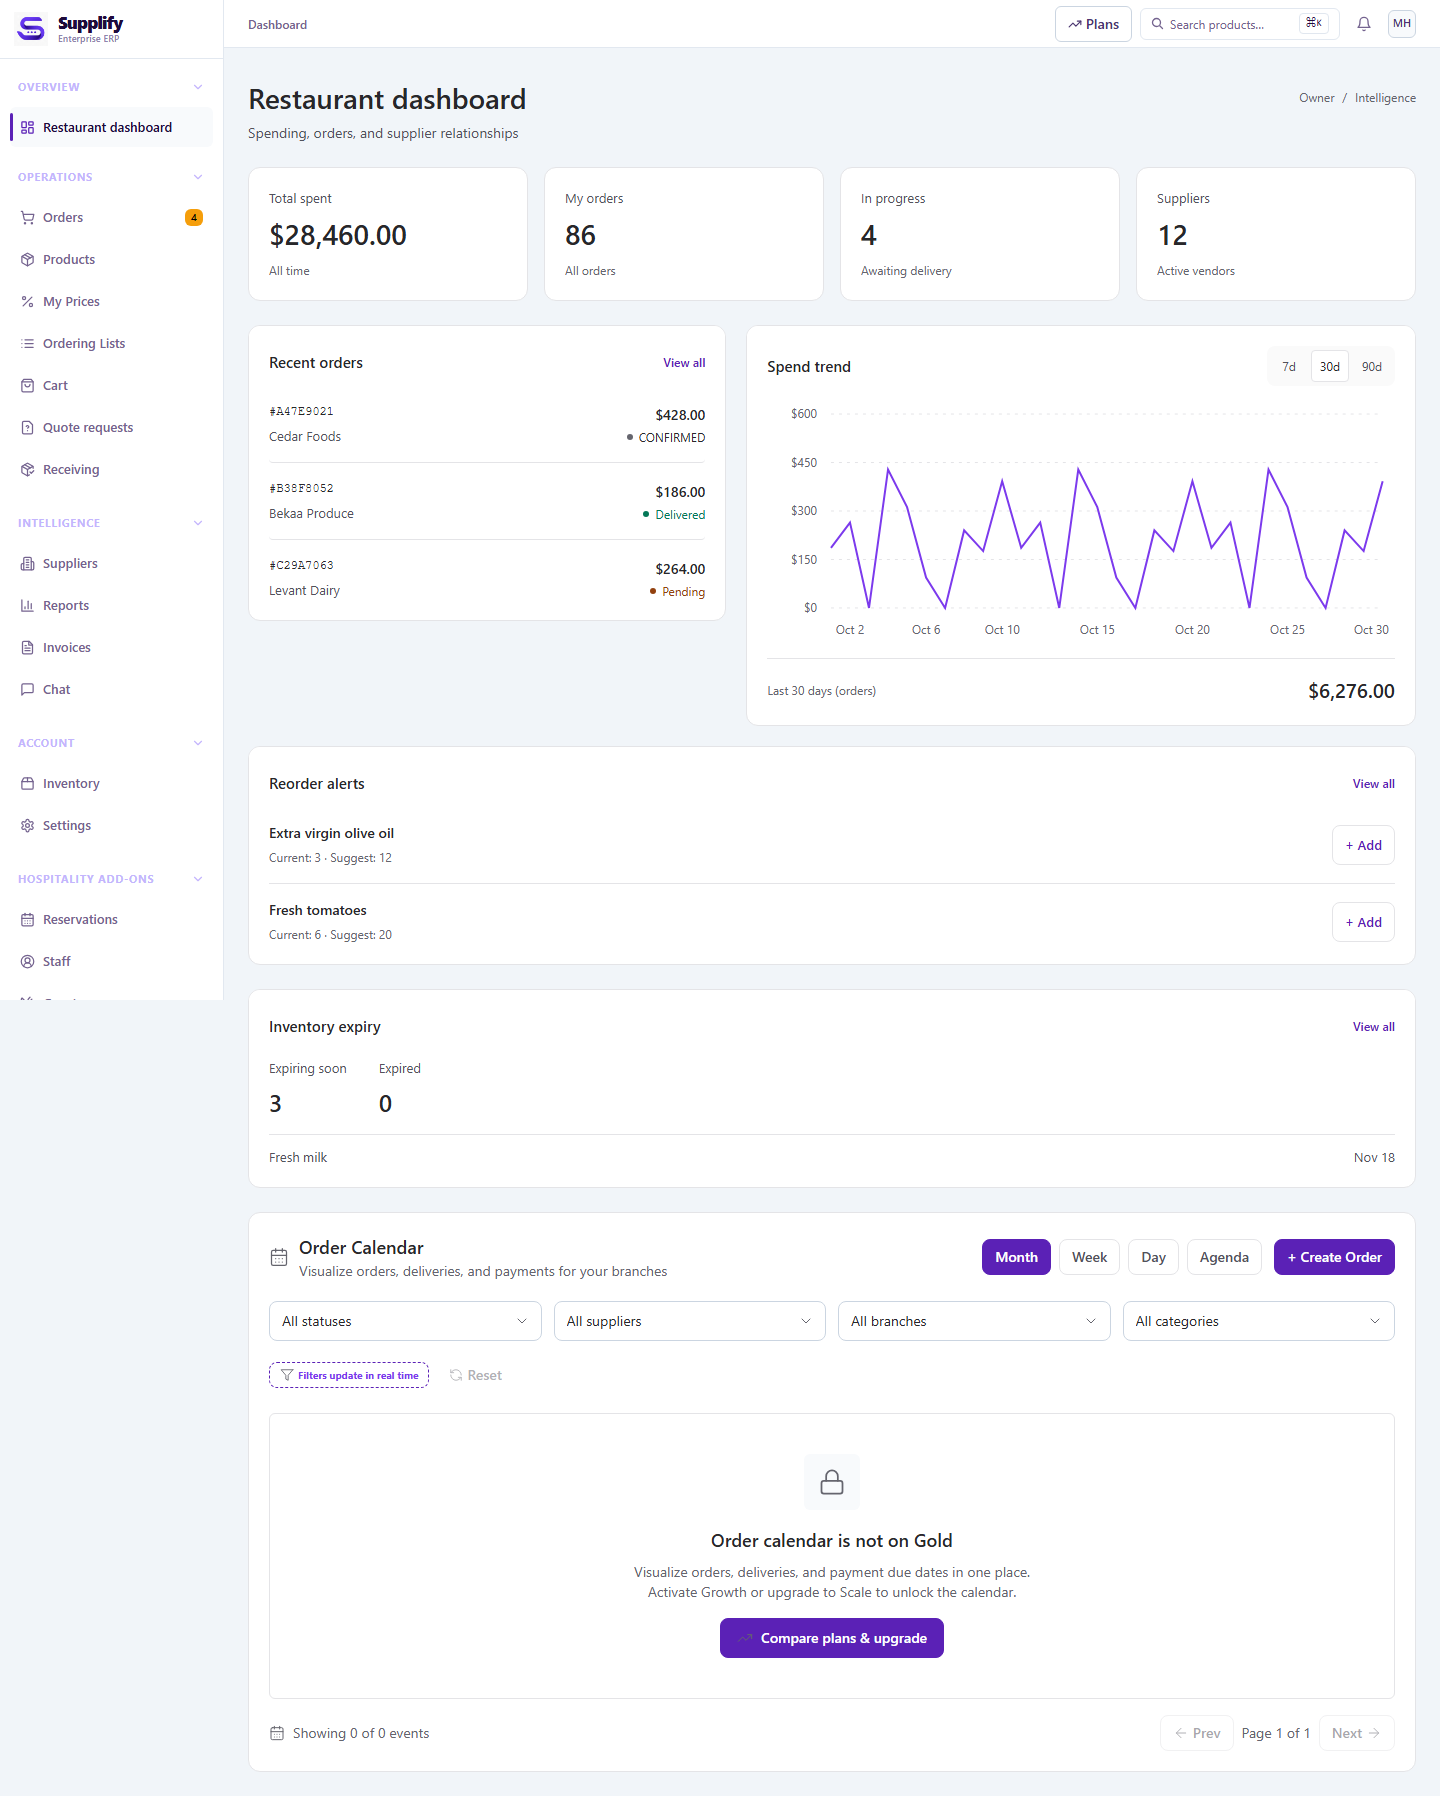 Supplify
Enterprise ERP
Dashboard
Plans
Search products...
⌘K
MH
OVERVIEW
Restaurant dashboard
OPERATIONS
Orders
4
Products
My Prices
Ordering Lists
Cart
Quote requests
Receiving
INTELLIGENCE
Suppliers
Reports
Invoices
Chat
ACCOUNT
Inventory
Settings
HOSPITALITY ADD-ONS
Reservations
Staff
Restaurant dashboard
Owner / Intelligence
Spending, orders, and supplier relationships
Total spent
$28,460.00
All time
My orders
86
All orders
In progress
4
Awaiting delivery
Suppliers
12
Active vendors
Recent orders
View all
#A47E9021
$428.00
Cedar Foods
CONFIRMED
#B38F8052
$186.00
Bekaa Produce
Delivered
#C29A7063
$264.00
Levant Dairy
Pending
Spend trend
7d
30d
90d
$600
$450
$300
$150
$0
Oct 2
Oct 6
Oct 10
Oct 15
Oct 20
Oct 25
Oct 30
Last 30 days (orders)
$6,276.00
Reorder alerts
View all
Extra virgin olive oil
Current: 3 · Suggest: 12
+ Add
Fresh tomatoes
Current: 6 · Suggest: 20
+ Add
Inventory expiry
View all
Expiring soon
Expired
3
0
Fresh milk
Nov 18
Order Calendar
Visualize orders, deliveries, and payments for your branches
Month
Week
Day
Agenda
+ Create Order
All statuses
All suppliers
All branches
All categories
Filters update in real time
Reset
Order calendar is not on Gold
Visualize orders, deliveries, and payment due dates in one place.
Activate Growth or upgrade to Scale to unlock the calendar.
Compare plans & upgrade
Showing 0 of 0 events
Prev
Page 1 of 1
Next